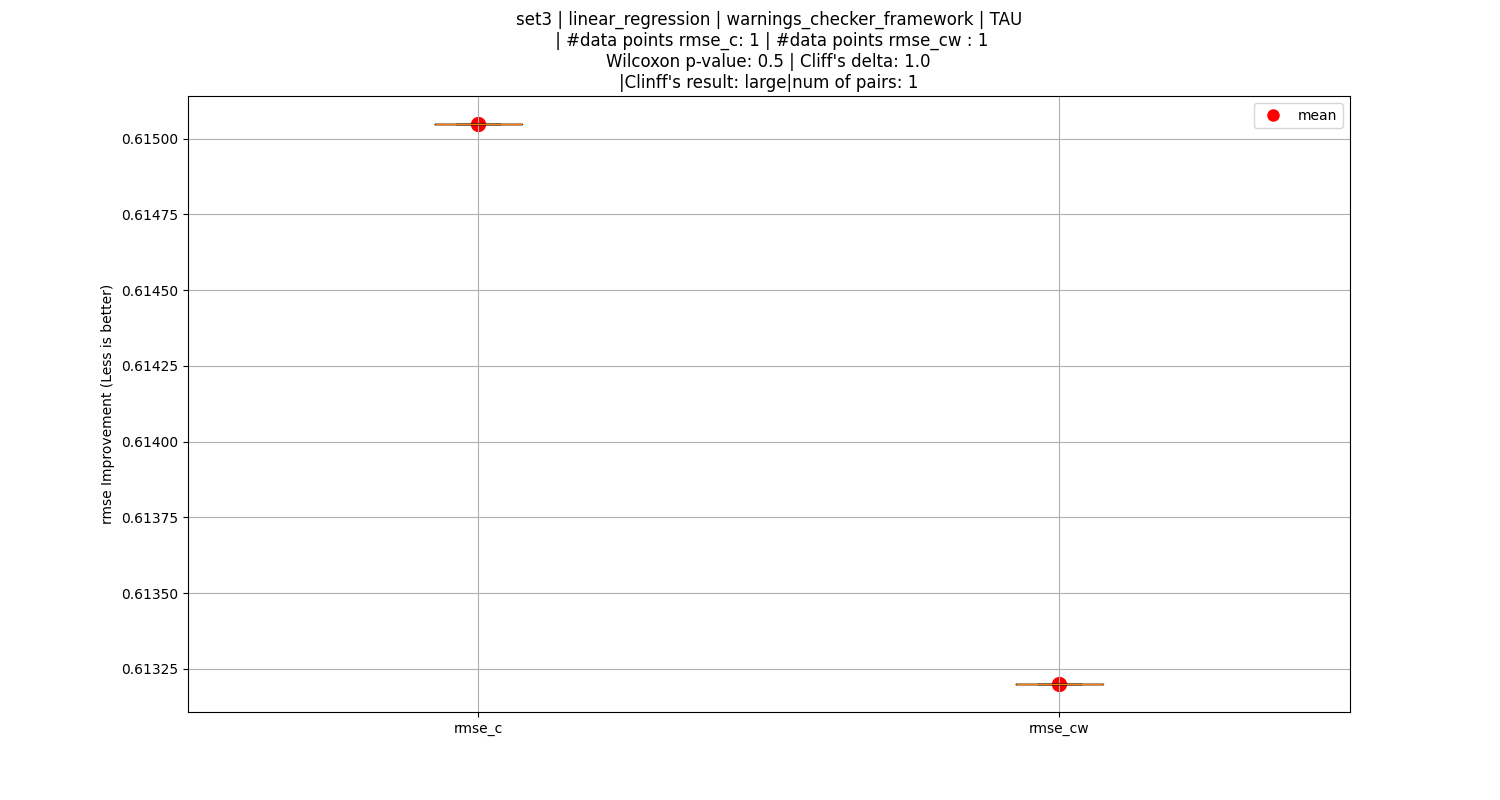 set3 | linear_regression | warnings_checker_framework | TAU
| #data points rmse_c: 1 | #data points rmse_cw : 1
Wilcoxon p-value: 0.5 | Cliff's delta: 1.0
|Clinff's result: large|num of pairs: 1
mean
rmse Improvement (Less is better)
0.61500
0.61475
0.61450
0.61425
0.61400
0.61375
0.61350
0.61325
rmse_c
rmse_cw